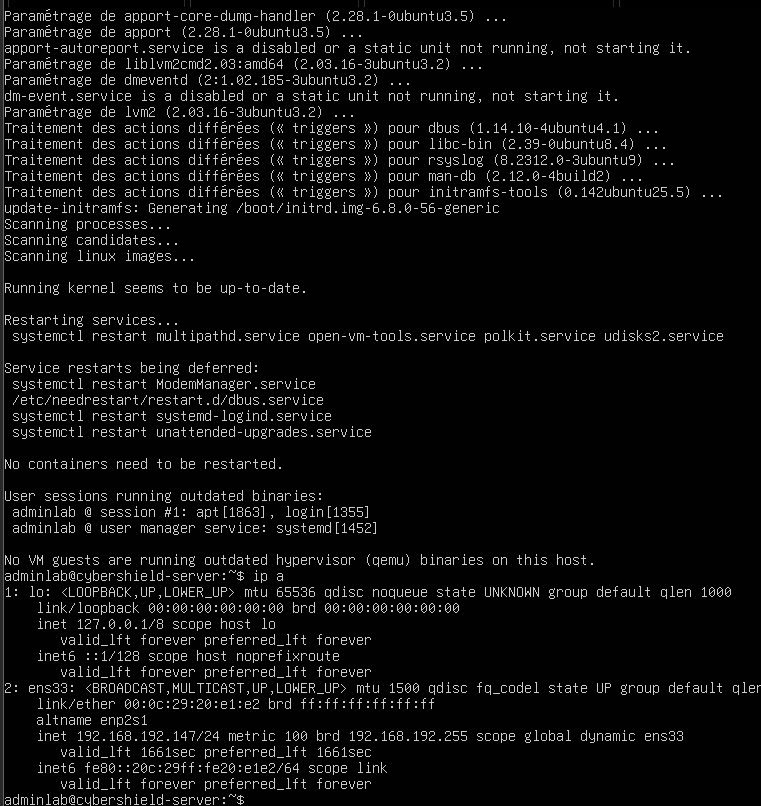 Paramétrage de apport-core-dump-handler (2.28.1-0ubuntu3.5) ...
Paramétrage de apport (2.28.1-0ubuntu3.5) ...
apport-autoreport.service is a disabled or a static unit not running, not starting it.
Paramétrage de liblvm2cmd2.03:amd64 (2.03.16-3ubuntu3.2) ...
Paramétrage de dmeventd (2:1.02.185-3ubuntu3.2) ...
dm-event.service is a disabled or a static unit not running, not starting it.
Paramétrage de lvm2 (2.03.16-3ubuntu3.2) ...
Traitement des actions différées (« triggers ») pour dbus (1.14.10-4ubuntu4.1) ...
Traitement des actions différées (« triggers ») pour libc-bin (2.39-0ubuntu8.4) ...
Traitement des actions différées (« triggers ») pour rsyslog (8.2312.0-3ubuntu9) ...
Traitement des actions différées (« triggers ») pour man-db (2.12.0-4build2) ...
Traitement des actions différées (« triggers ») pour initramfs-tools (0.142ubuntu25.5) ...
update-initramfs: Generating /boot/initrd.img-6.8.0-56-generic
Scanning processes...
Scanning candidates...
Scanning linux images...
Running kernel seems to be up-to-date.
Restarting services...
systemctl restart multipathd.service open-vm-tools.service polkit.service udisks2.service
Service restarts being deferred:
systemctl restart ModemManager.service
/etc/needrestart/restart.d/dbus.service
systemctl restart systemd-logind.service
systemctl restart unattended-upgrades.service
No containers need to be restarted.
User sessions running outdated binaries:
adminlab @ session #1: apt[1863], login[1355]
adminlab @ user manager service: systemd[1452]
No VM guests are running outdated hypervisor (qemu) binaries on this host.
adminlab@cybershield-server:~$ ip a
1: lo: <LOOPBACK,UP,LOWER_UP> mtu 65536 qdisc noqueue state UNKNOWN group default qlen 1000
link/loopback 00:00:00:00:00:00 brd 00:00:00:00:00:00
inet 127.0.0.1/8 scope host lo
valid_lft forever preferred_lft forever
inet6 ::1/128 scope host noprefixroute
valid_lft forever preferred_lft forever
2: ens33: <BROADCAST,MULTICAST,UP,LOWER_UP> mtu 1500 qdisc fq_codel state UP group default qlen
link/ether 00:0c:29:20:e1:e2 brd ff:ff:ff:ff:ff:ff
altname enp2s1
inet 192.168.192.147/24 metric 100 brd 192.168.192.255 scope global dynamic ens33
valid_lft 1661sec preferred_lft 1661sec
inet6 fe80::20c:29ff:fe20:e1e2/64 scope link
valid_lft forever preferred_lft forever
adminlab@cybershield-server:~$